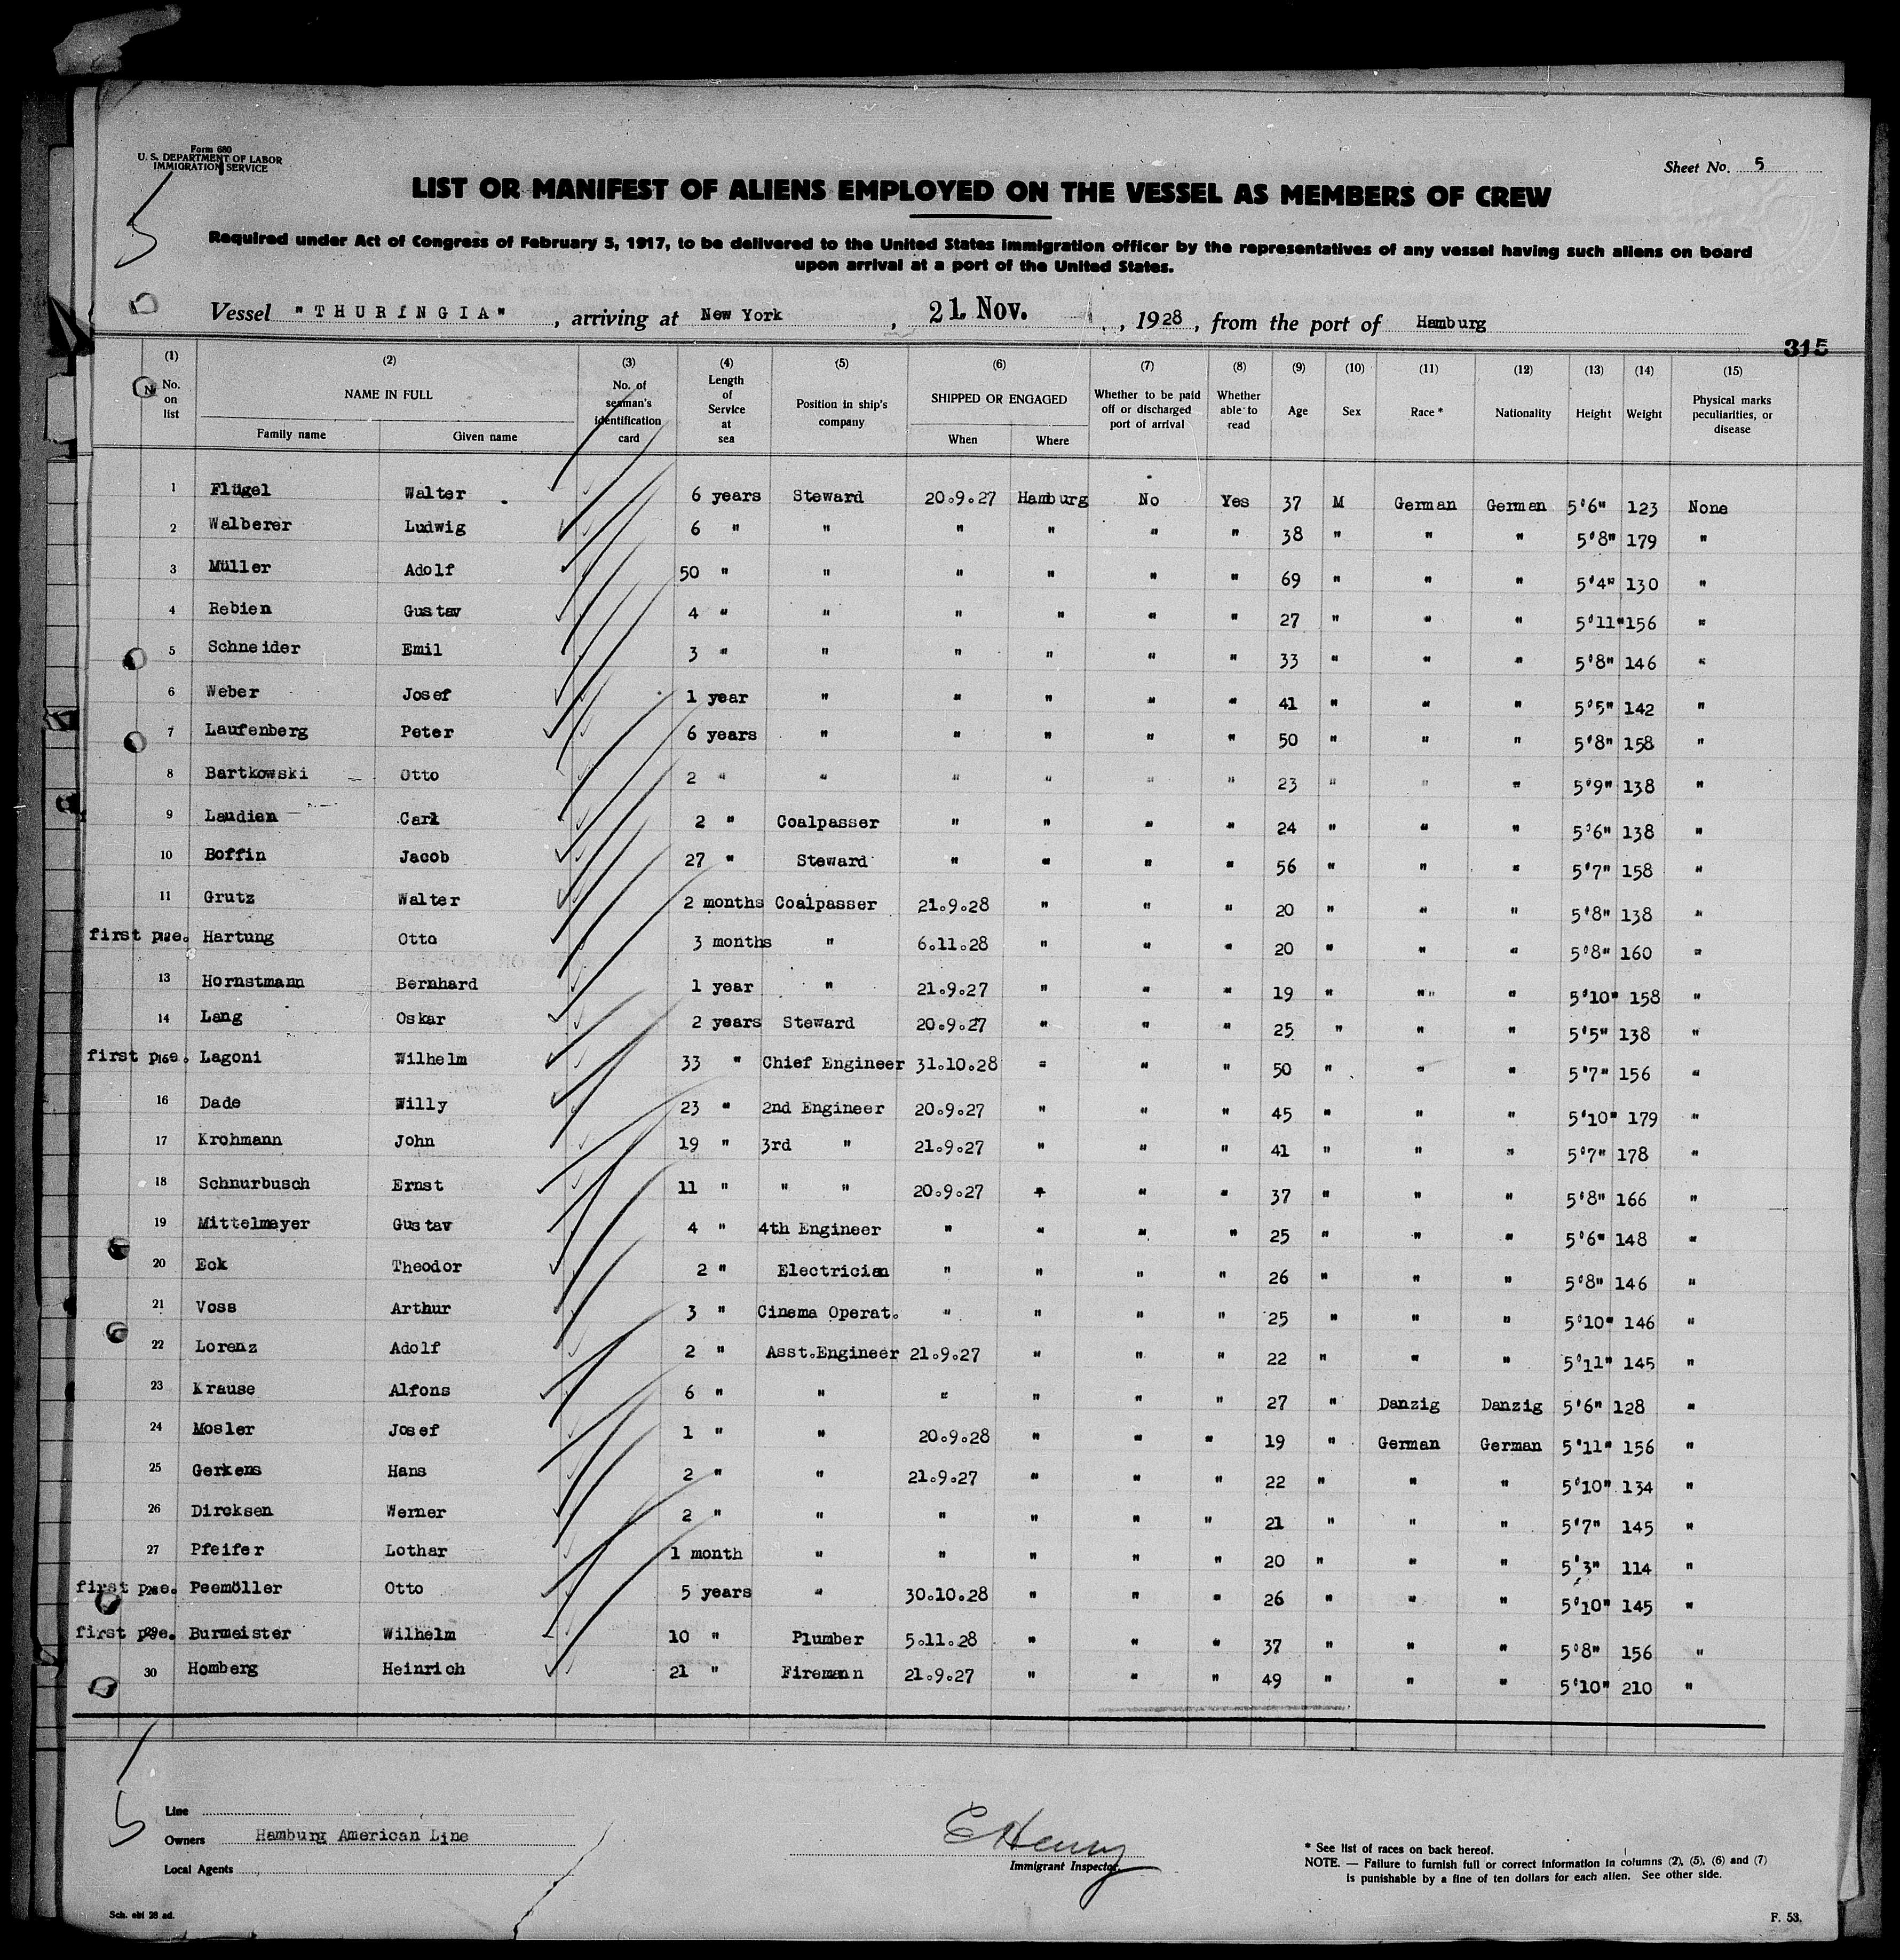 Form 680
U. S. DEPARTMENT OF LABOR
IMMIGRATION SERVICE
Sheet No. 5
LIST OR MANIFEST OF ALIENS EMPLOYED ON THE VESSEL AS MEMBERS OF CREW
Required under Act of Congress of February 5, 1917, to be delivered to the United States immigration officer by the representatives of any vessel having such aliens on board
upon arrival at a port of the United States.
Vessel "THURINGIA", arriving at New York, 21. Nov., 1928, from the port of Hamburg
315
(1) (2) (3) (4) (5) (6) (7) (8) (9) (10) (11) (12) (13) (14) (15)
No. on list NAME IN FULL Family name Given name No. of seaman's identification card Length of Service at sea Position in ship's company SHIPPED OR ENGAGED When Where Whether to be paid off or discharged port of arrival Whether able to read Age Sex Race* Nationality Height Weight Physical marks peculiarities, or disease
1 Flügel Walter 6 years Steward 20.9.27 Hamburg No Yes 37 M German German 5'6" 123 None
2 Walberer Ludwig 6 " " " " " " 38 " " " 5'8" 179 "
3 Müller Adolf 50 " " " " " " 69 " " " 5'4" 130 "
4 Rebien Gustav 4 " " " " " " 27 " " " 5'11" 156 "
5 Schneider Emil 3 " " " " " " 33 " " " 5'8" 146 "
6 Weber Josef 1 year " " " " " 41 " " " 5'5" 142 "
7 Laufenberg Peter 6 years " " " " " 50 " " " 5'8" 158 "
8 Bartkowski Otto 2 " " " " " " 23 " " " 5'9" 138 "
9 Laudien Carl 2 " Coalpasser " " " " 24 " " " 5'6" 138 "
10 Boffin Jacob 27 " Steward " " " " 56 " " " 5'7" 158 "
11 Grutz Walter 2 months Coalpasser 21.9.28 " " " 20 " " " 5'8" 138 "
first pse. Hartung Otto 3 months " 6.11.28 " " " 20 " " " 5'8" 160 "
13 Hornstmann Bernhard 1 year " 21.9.27 " " " 19 " " " 5'10" 158 "
14 Lang Oskar 2 years Steward 20.9.27 " " " 25 " " " 5'5" 138 "
first pse. Lagoni Wilhelm 33 " Chief Engineer 31.10.28 " " " 50 " " " 5'7" 156 "
16 Dade Willy 23 " 2nd Engineer 20.9.27 " " " 45 " " " 5'10" 179 "
17 Krohmann John 19 " 3rd " 21.9.27 " " " 41 " " " 5'7" 178 "
18 Schnurbusch Ernst 11 " " " 20.9.27 " " " 37 " " " 5'8" 166 "
19 Mittelmayer Gustav 4 " 4th Engineer " " " " 25 " " " 5'6" 148 "
20 Eck Theodor 2 " Electrician " " " " 26 " " " 5'8" 146 "
21 Voss Arthur 3 " Cinema Operat. " " " " 25 " " " 5'10" 146 "
22 Lorenz Adolf 2 " Asst.Engineer 21.9.27 " " " 22 " " " 5'11" 145 "
23 Krause Alfons 6 " " " " " " 27 " Danzig Danzig 5'6" 128 "
24 Mosler Josef 1 " " 20.9.28 " " " 19 " German German 5'11" 156 "
25 Gerkens Hans 2 " " 21.9.27 " " " 22 " " " 5'10" 134 "
26 Dircksen Werner 2 " " " " " " 21 " " " 5'7" 145 "
27 Pfeifer Lothar 1 month " " " " " 20 " " " 5'3" 114 "
first pse. Peemöller Otto 5 years " 30.10.28 " " " 26 " " " 5'10" 145 "
first pse. Burmeister Wilhelm 10 " Plumber 5.11.28 " " " 37 " " " 5'8" 156 "
30 Homberg Heinrich 21 " Firemann 21.9.27 " " " 49 " " " 5'10" 210 "
Line
Owners Hamburg American Line
Local Agents
E Henry
Immigrant Inspector.
* See list of races on back hereof.
NOTE. — Failure to furnish full or correct information in columns (2), (5), (6) and (7)
is punishable by a fine of ten dollars for each alien. See other side.
F. 53.